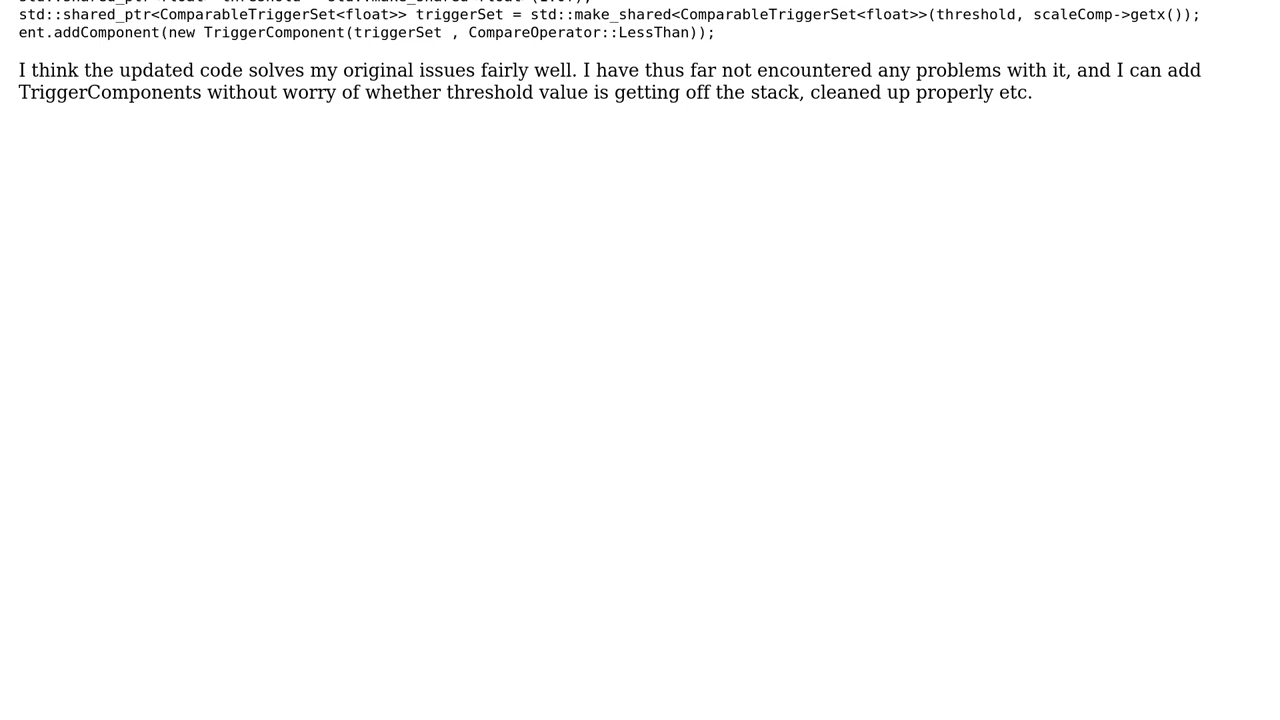 std::shared_ptr<ComparableTriggerSet<float>> triggerSet = std::make_shared<ComparableTriggerSet<float>>(threshold, scaleComp->getx());
ent.addComponent(new TriggerComponent(triggerSet , CompareOperator::LessThan));
I think the updated code solves my original issues fairly well. I have thus far not encountered any problems with it, and I can add
TriggerComponents without worry of whether threshold value is getting off the stack, cleaned up properly etc.